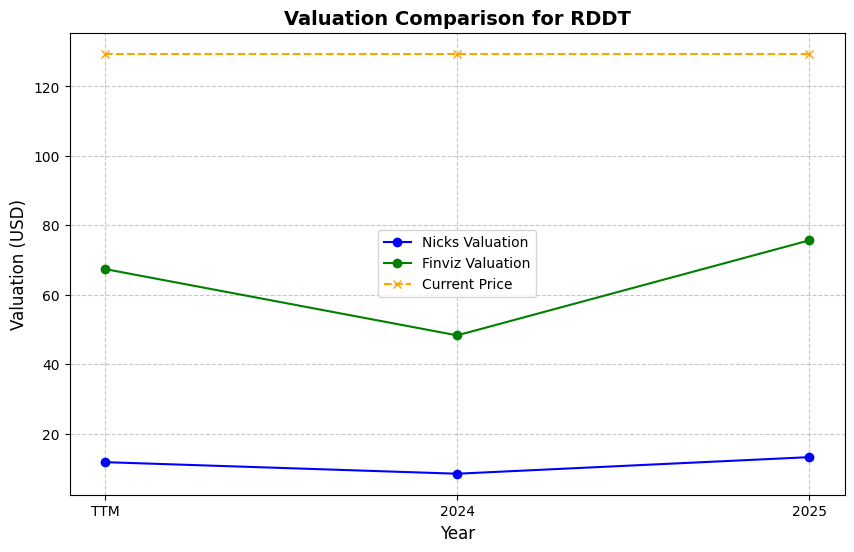 Valuation Comparison for RDDT
Valuation (USD)
120
100
80
60
40
20
Nicks Valuation
Finviz Valuation
Current Price
TTM
2024
2025
Year